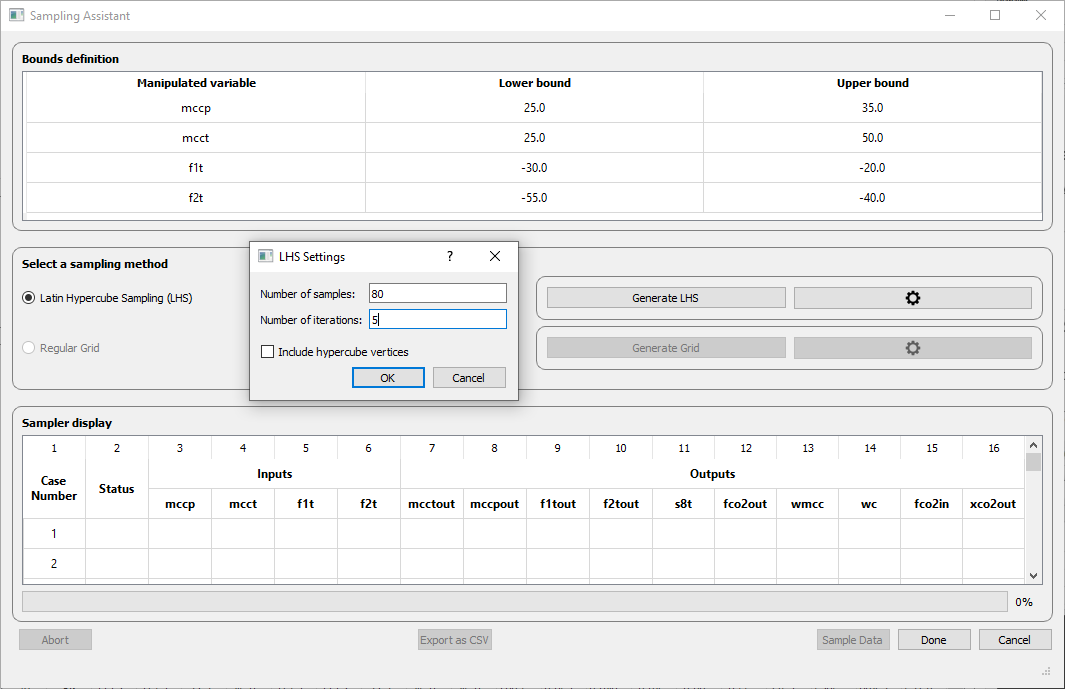 Sampling Assistant
Bounds definition
Manipulated variable Lower bound Upper bound
mccp 25.0 35.0
mcct 25.0 50.0
f1t -30.0 -20.0
f2t -55.0 -40.0
Select a sampling method
Latin Hypercube Sampling (LHS)
Regular Grid
LHS Settings ?
Number of samples: 80
Number of iterations: 5
Include hypercube vertices
OK Cancel
Generate LHS
Generate Grid
Sampler display
1 2 3 4 5 6 7 8 9 10 11 12 13 14 15 16
Case Number Status Inputs Outputs
mccp mcct f1t f2t mcctout mccpout f1tout f2tout s8t fco2out wmcc wc fco2in xco2out
1
2
0%
Abort Export as CSV Sample Data Done Cancel